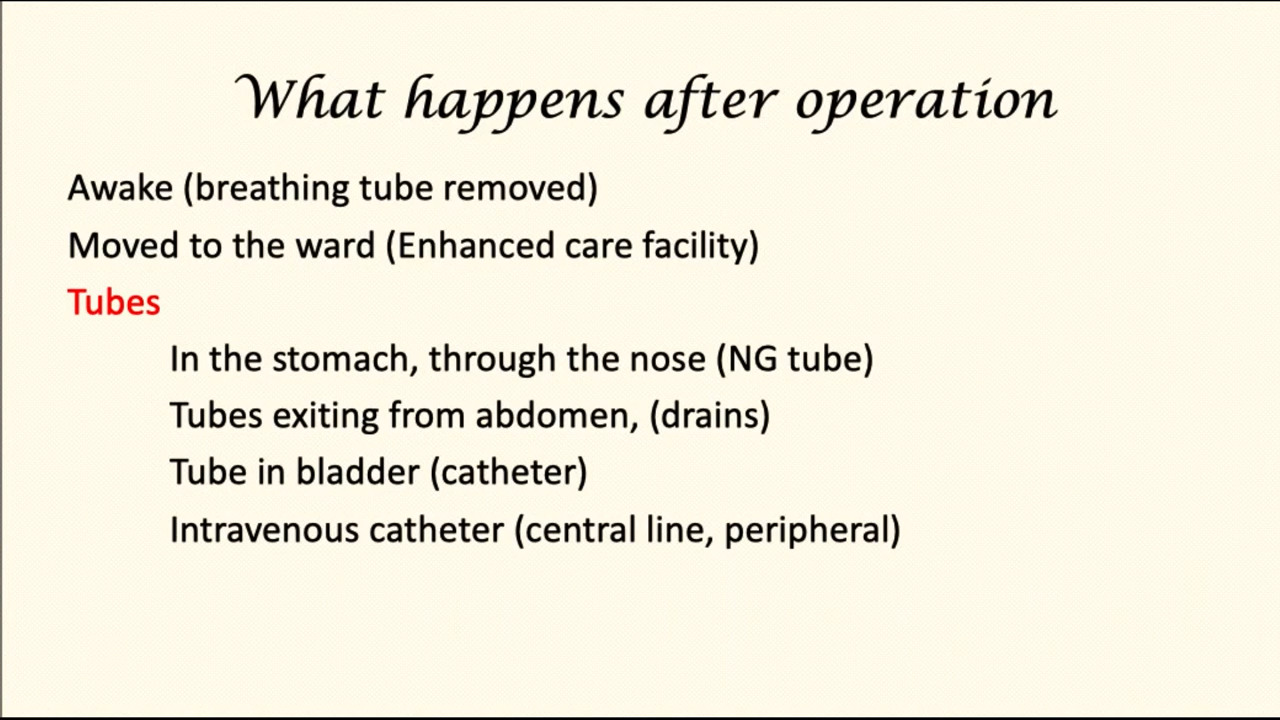 What happens after operation
Awake (breathing tube removed)
Moved to the ward (Enhanced care facility)
Tubes
In the stomach, through the nose (NG tube)
Tubes exiting from abdomen, (drains)
Tube in bladder (catheter)
Intravenous catheter (central line, peripheral)